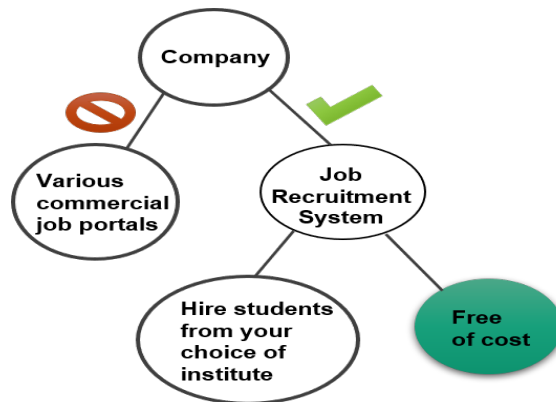 Company
Various
commercial
job portals
Job
Recruitment
System
Hire students
from your
choice of
institute
Free
of cost